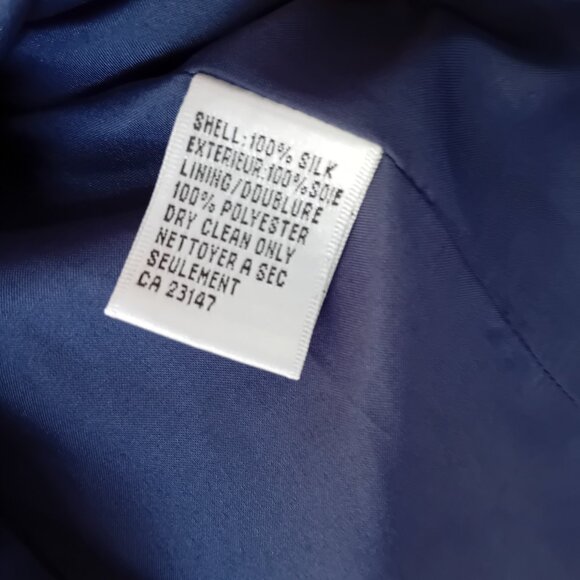 SHELL:100% SILK
EXTERIEUR:100%SOIE
LINING/DOUBLURE
100% POLYESTER
DRY CLEAN ONLY
NETTOYER A SEC
SEULEMENT
CA 23147